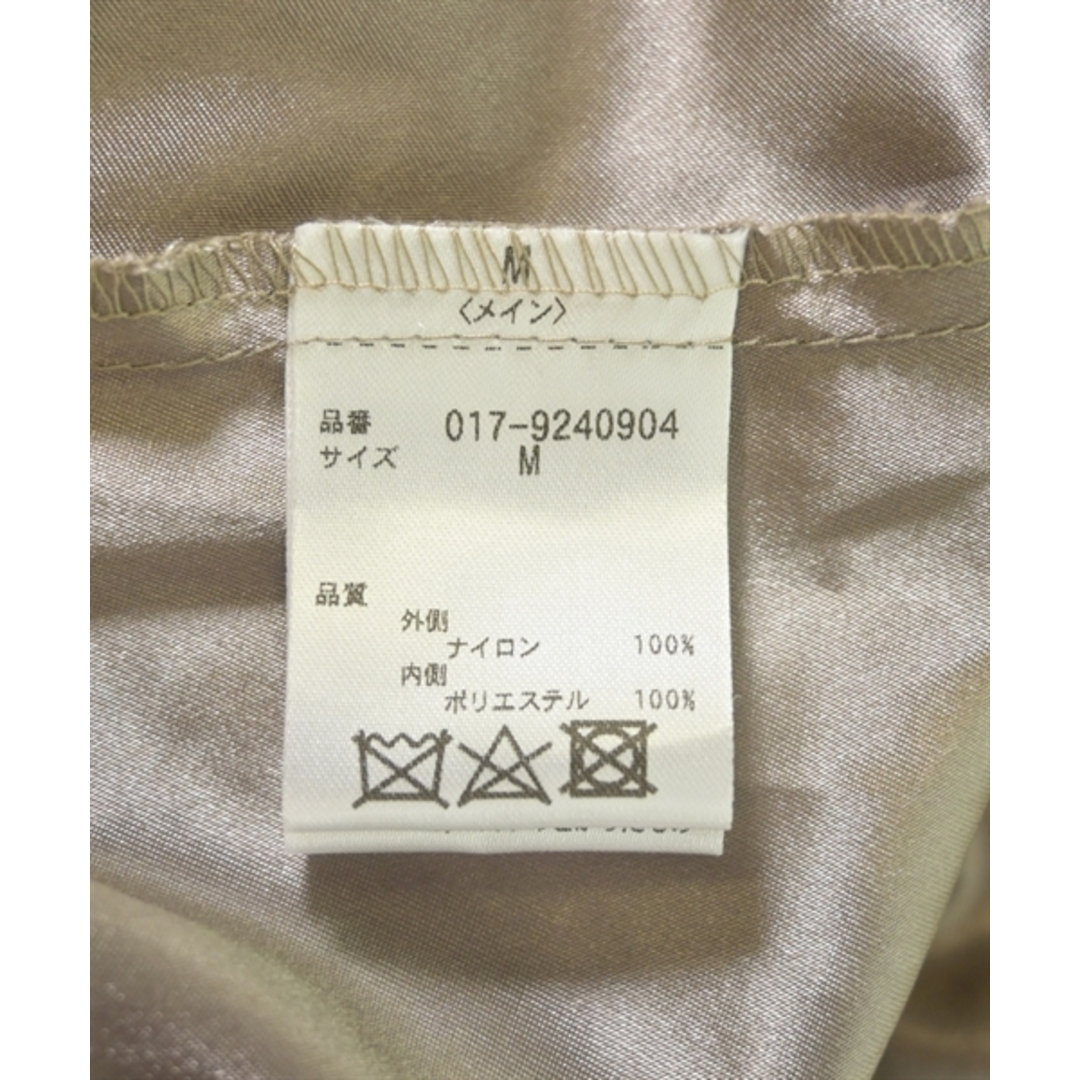 M
〈メイン〉
品番 017-9240904
サイズ M
品質
外側
ナイロン 100%
内側
ポリエステル 100%